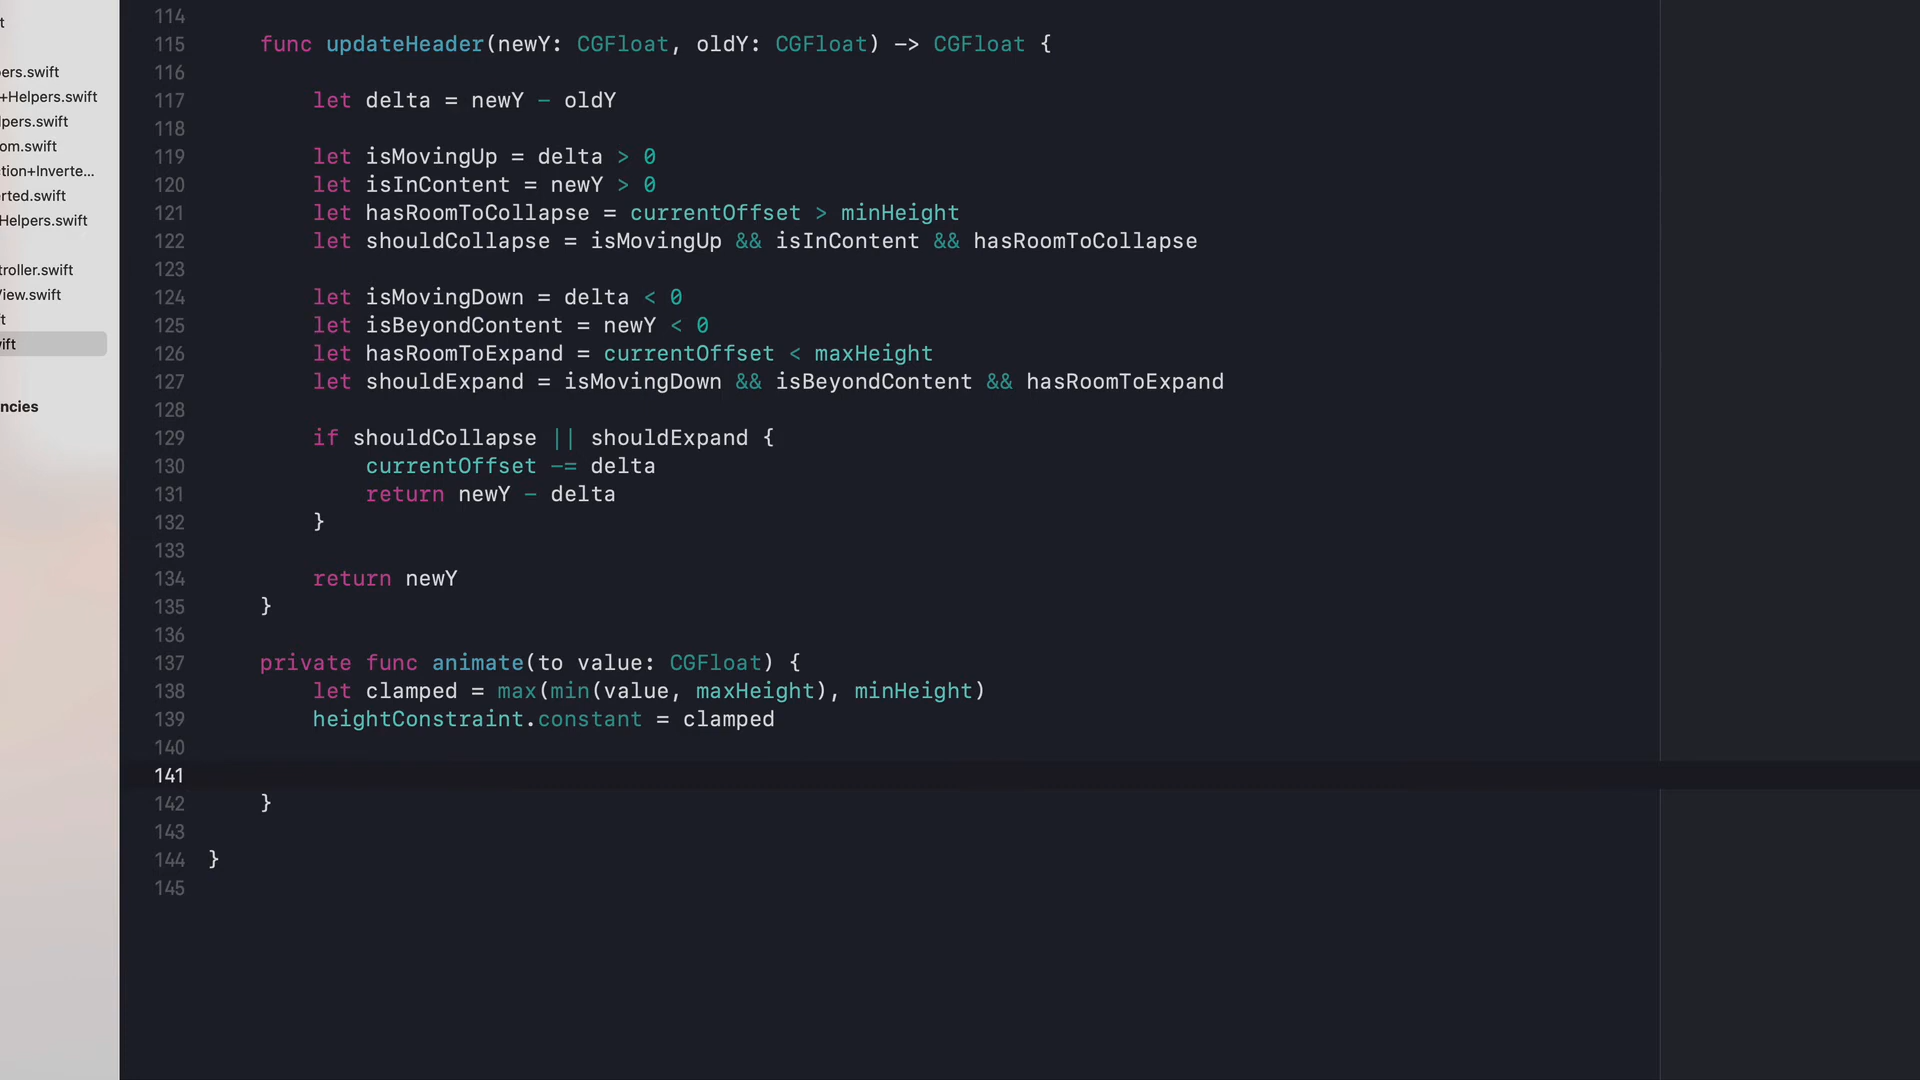 t
ers.swift
+Helpers.swift
lpers.swift
om.swift
tion+Inverte...
rted.swift
Helpers.swift
troller.swift
View.swift
ft
wift
ncies
114
115 func updateHeader(newY: CGFloat, oldY: CGFloat) -> CGFloat {
116
117 let delta = newY - oldY
118
119 let isMovingUp = delta > 0
120 let isInContent = newY > 0
121 let hasRoomToCollapse = currentOffset > minHeight
122 let shouldCollapse = isMovingUp && isInContent && hasRoomToCollapse
123
124 let isMovingDown = delta < 0
125 let isBeyondContent = newY < 0
126 let hasRoomToExpand = currentOffset < maxHeight
127 let shouldExpand = isMovingDown && isBeyondContent && hasRoomToExpand
128
129 if shouldCollapse || shouldExpand {
130 currentOffset -= delta
131 return newY - delta
132 }
133
134 return newY
135 }
136
137 private func animate(to value: CGFloat) {
138 let clamped = max(min(value, maxHeight), minHeight)
139 heightConstraint.constant = clamped
140
141
142 }
143
144 }
145